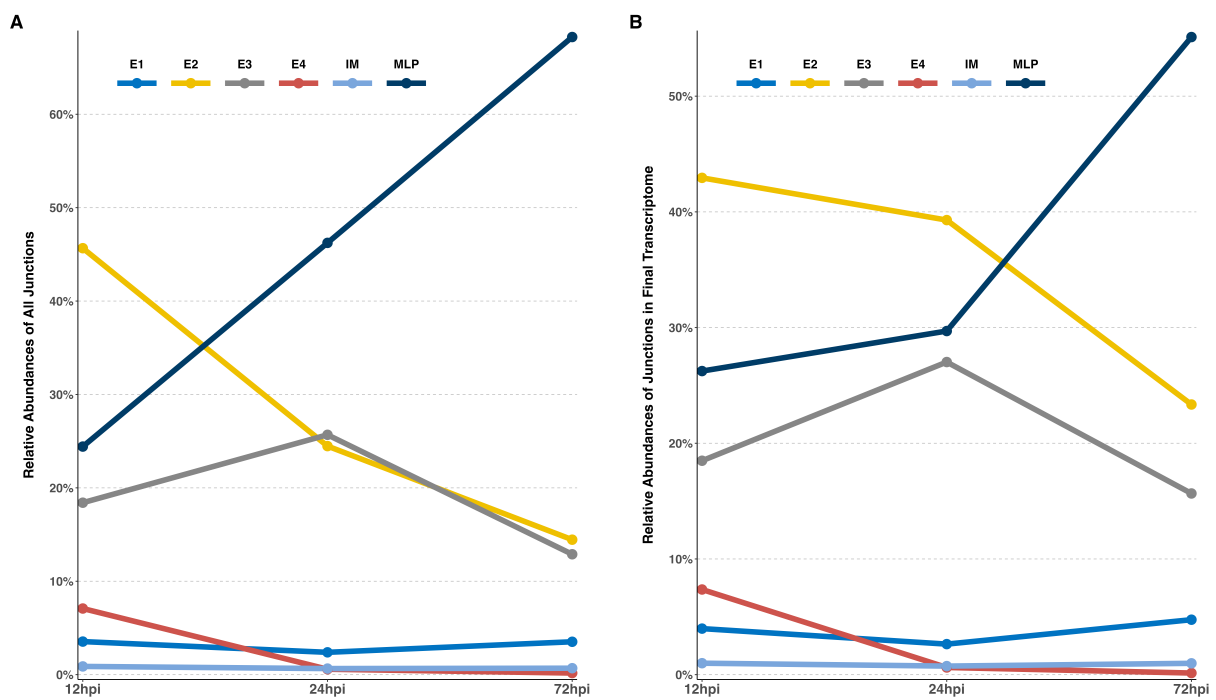 A
E1 E2 E3 E4 IM MLP
Relative Abundances of All Junctions
60%
50%
40%
30%
20%
10%
0%
12hpi 24hpi 72hpi
B
E1 E2 E3 E4 IM MLP
Relative Abundances of Junctions in Final Transcriptome
50%
40%
30%
20%
10%
0%
12hpi 24hpi 72hpi